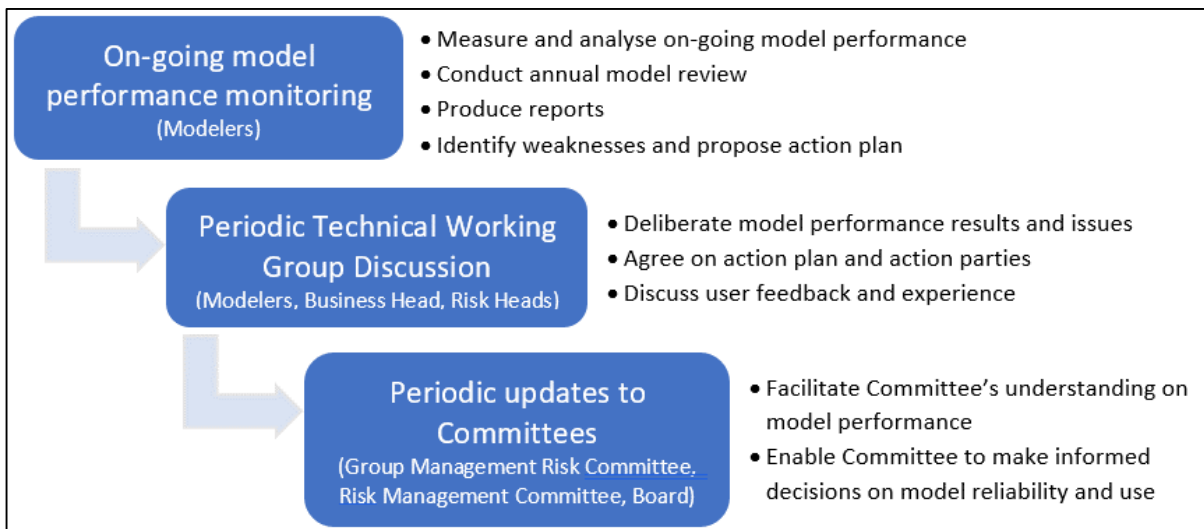 On-going model
performance monitoring
(Modelers)
• Measure and analyse on-going model performance
• Conduct annual model review
• Produce reports
• Identify weaknesses and propose action plan
Periodic Technical Working
Group Discussion
(Modelers, Business Head, Risk Heads)
• Deliberate model performance results and issues
• Agree on action plan and action parties
• Discuss user feedback and experience
Periodic updates to
Committees
(Group Management Risk Committee,
Risk Management Committee, Board)
• Facilitate Committee’s understanding on
model performance
• Enable Committee to make informed
decisions on model reliability and use